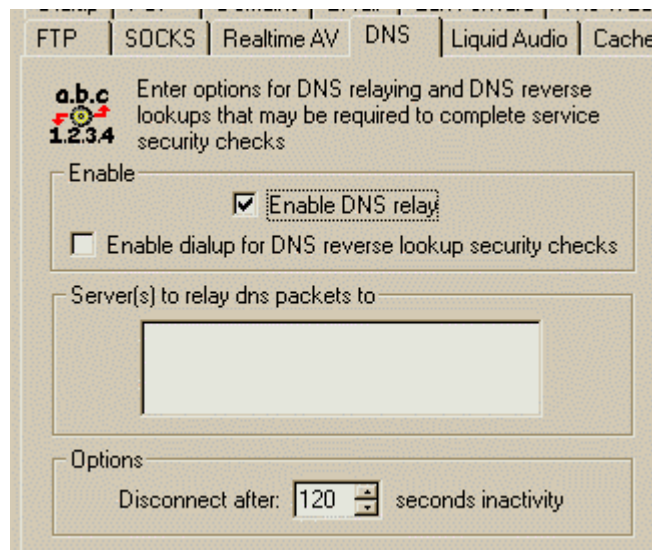 FTP SOCKS Realtime AV DNS Liquid Audio Cache
a.b.c
1.2.3.4
Enter options for DNS relaying and DNS reverse
lookups that may be required to complete service
security checks
Enable
Enable DNS relay
Enable dialup for DNS reverse lookup security checks
Server(s) to relay dns packets to
Options
Disconnect after: 120 seconds inactivity